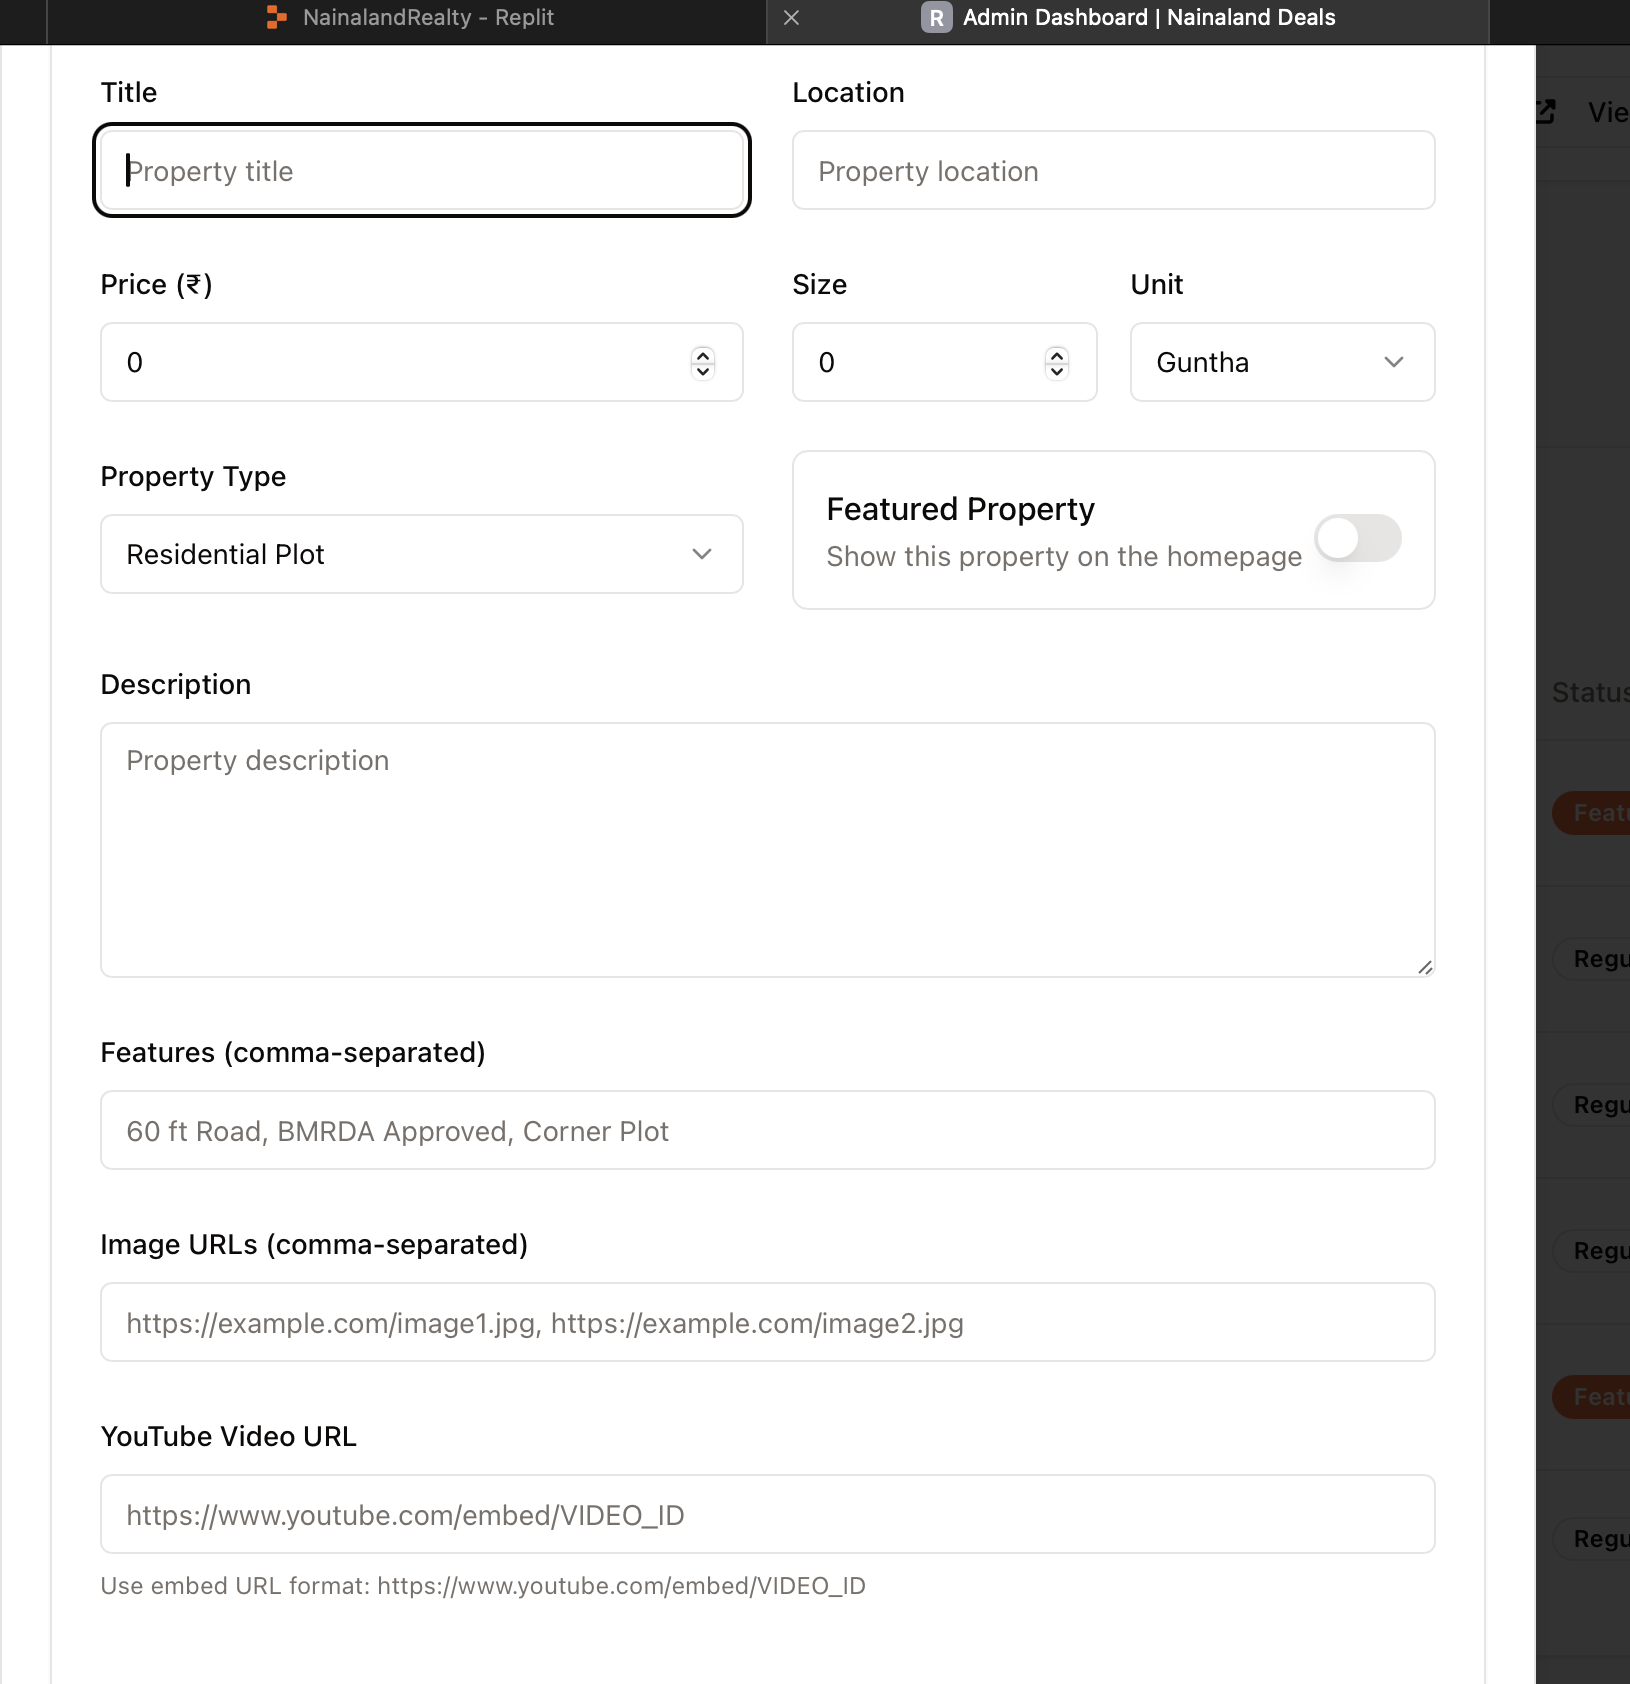 NainalandRealty - Replit
R Admin Dashboard | Nainaland Deals
Title
Location
Property title
Property location
Price (₹)
Size
Unit
0
0
Guntha
Property Type
Residential Plot
Featured Property
Show this property on the homepage
Description
Property description
Features (comma-separated)
60 ft Road, BMRDA Approved, Corner Plot
Image URLs (comma-separated)
https://example.com/image1.jpg, https://example.com/image2.jpg
YouTube Video URL
https://www.youtube.com/embed/VIDEO_ID
Use embed URL format: https://www.youtube.com/embed/VIDEO_ID
Vie
Status
Featu
Regu
Regu
Regu
Featu
Regu